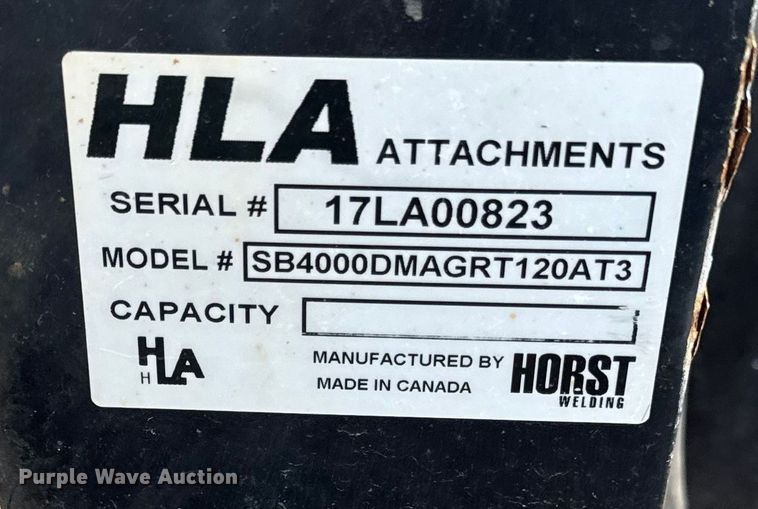 HLA ATTACHMENTS
SERIAL # 17LA00823
MODEL # SB4000DMAGRT120AT3
CAPACITY
HLA
H
MANUFACTURED BY HORST
MADE IN CANADA WELDING
Purple Wave Auction